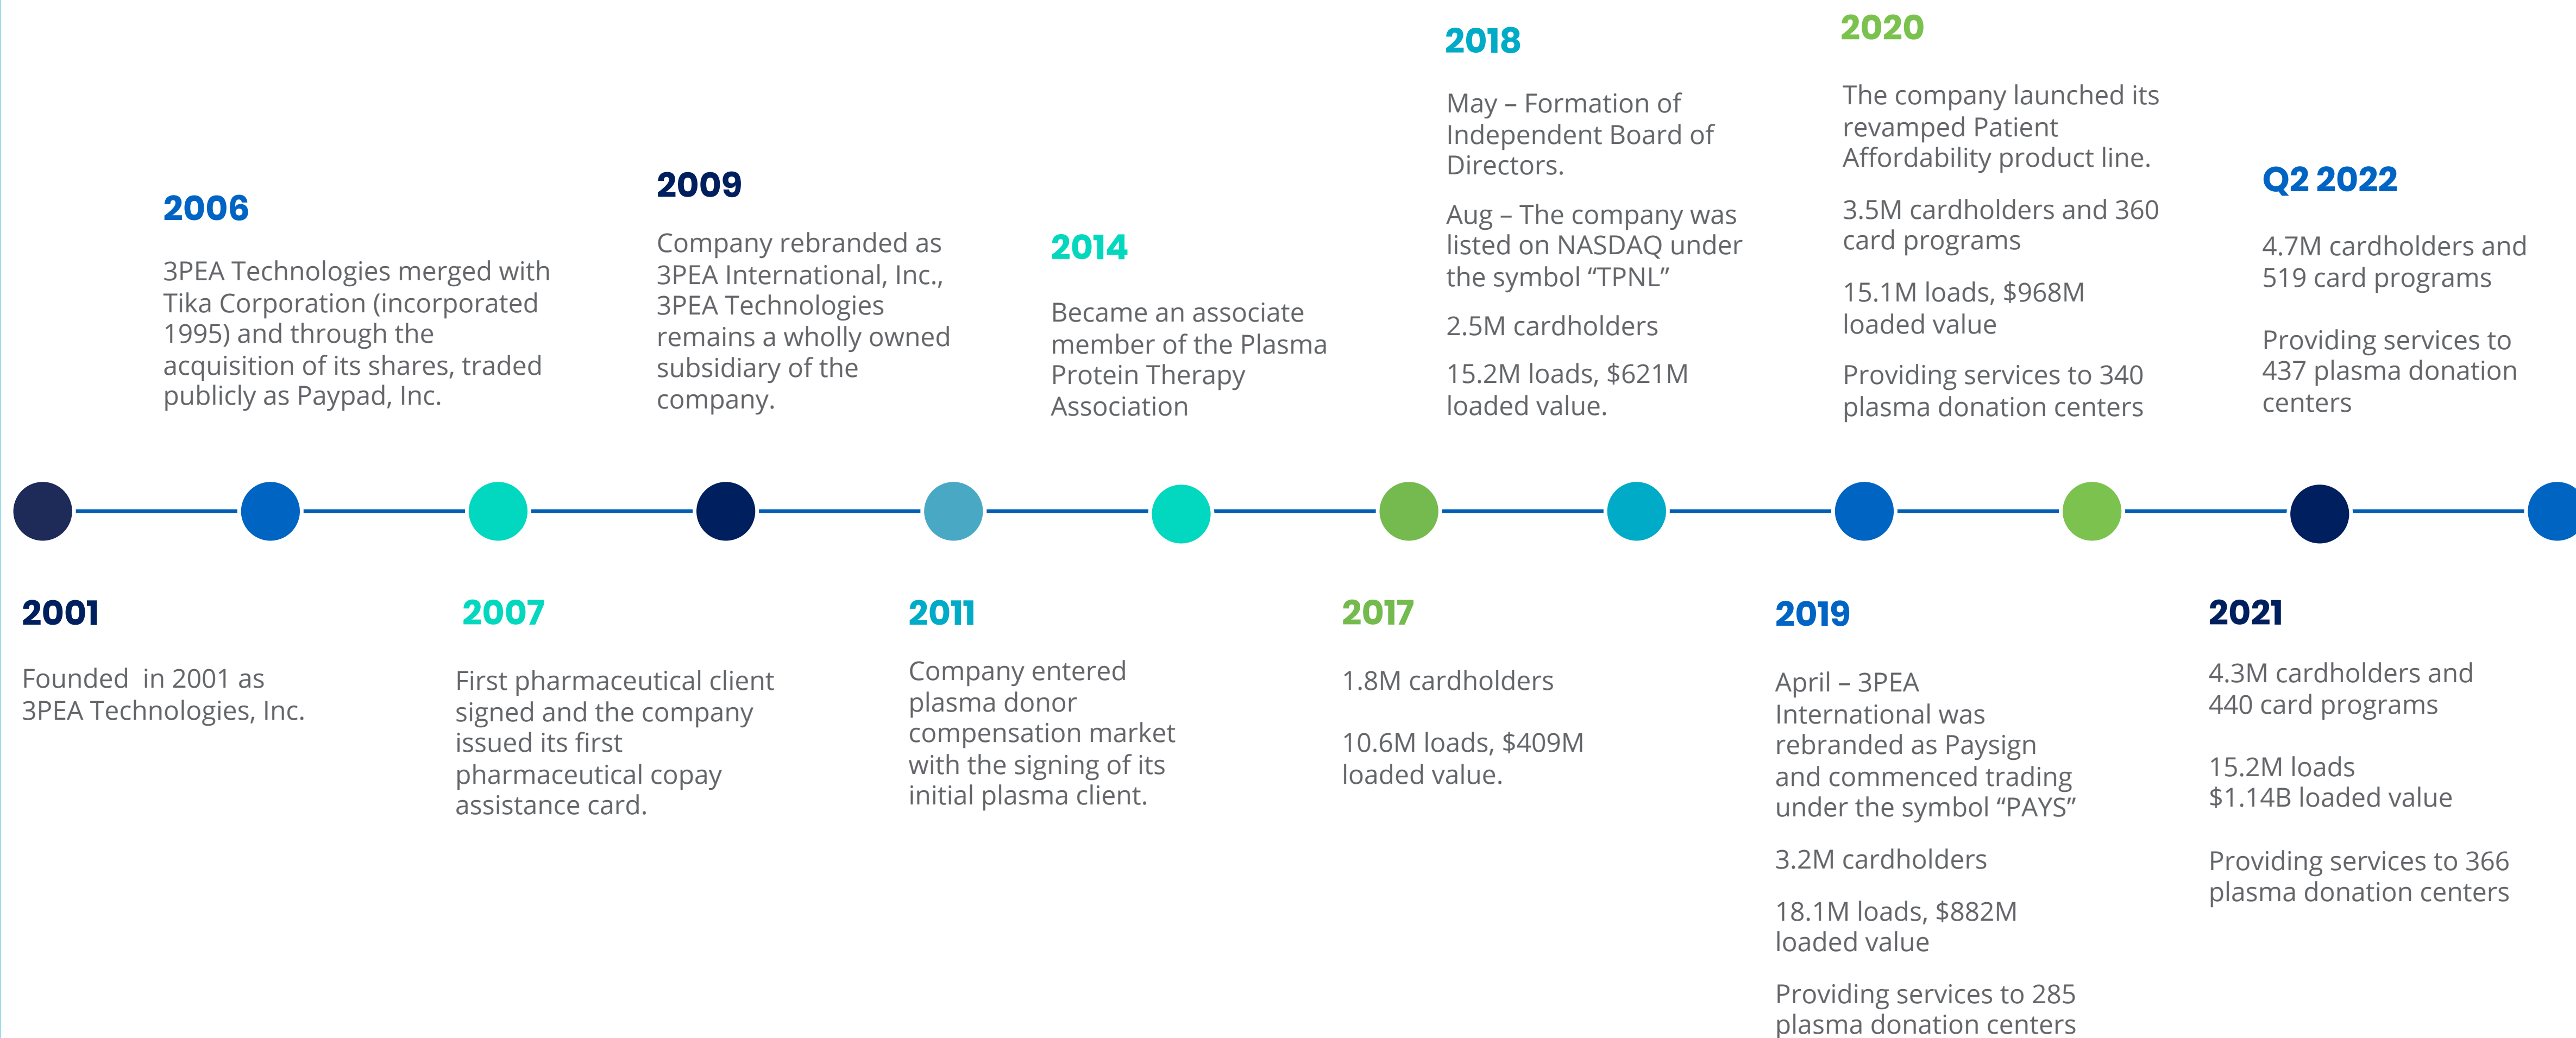 2001
Founded  in 2001 as
3PEA Technologies, Inc.
2006
3PEA Technologies merged with
Tika Corporation (incorporated
1995) and through the
acquisition of its shares, traded
publicly as Paypad, Inc.
2007
First pharmaceutical client
signed and the company
issued its first
pharmaceutical copay
assistance card.
2009
Company rebranded as
3PEA International, Inc.,
3PEA Technologies
remains a wholly owned
subsidiary of the
company.
2011
Company entered
plasma donor
compensation market
with the signing of its
initial plasma client.
2014
Became an associate
member of the Plasma
Protein Therapy
Association
2017
1.8M cardholders
10.6M loads, $409M
loaded value.
2018
May – Formation of
Independent Board of
Directors.
Aug – The company was
listed on NASDAQ under
the symbol “TPNL”
2.5M cardholders
15.2M loads, $621M
loaded value.
2019
April – 3PEA
International was
rebranded as Paysign
and commenced trading
under the symbol “PAYS”
3.2M cardholders
18.1M loads, $882M
loaded value
Providing services to 285
plasma donation centers
2020
The company launched its
revamped Patient
Affordability product line.
3.5M cardholders and 360
card programs
15.1M loads, $968M
loaded value
Providing services to 340
plasma donation centers
2021
4.3M cardholders and
440 card programs
15.2M loads
$1.14B loaded value
Providing services to 366
plasma donation centers
Q2 2022
4.7M cardholders and
519 card programs
Providing services to
437 plasma donation
centers